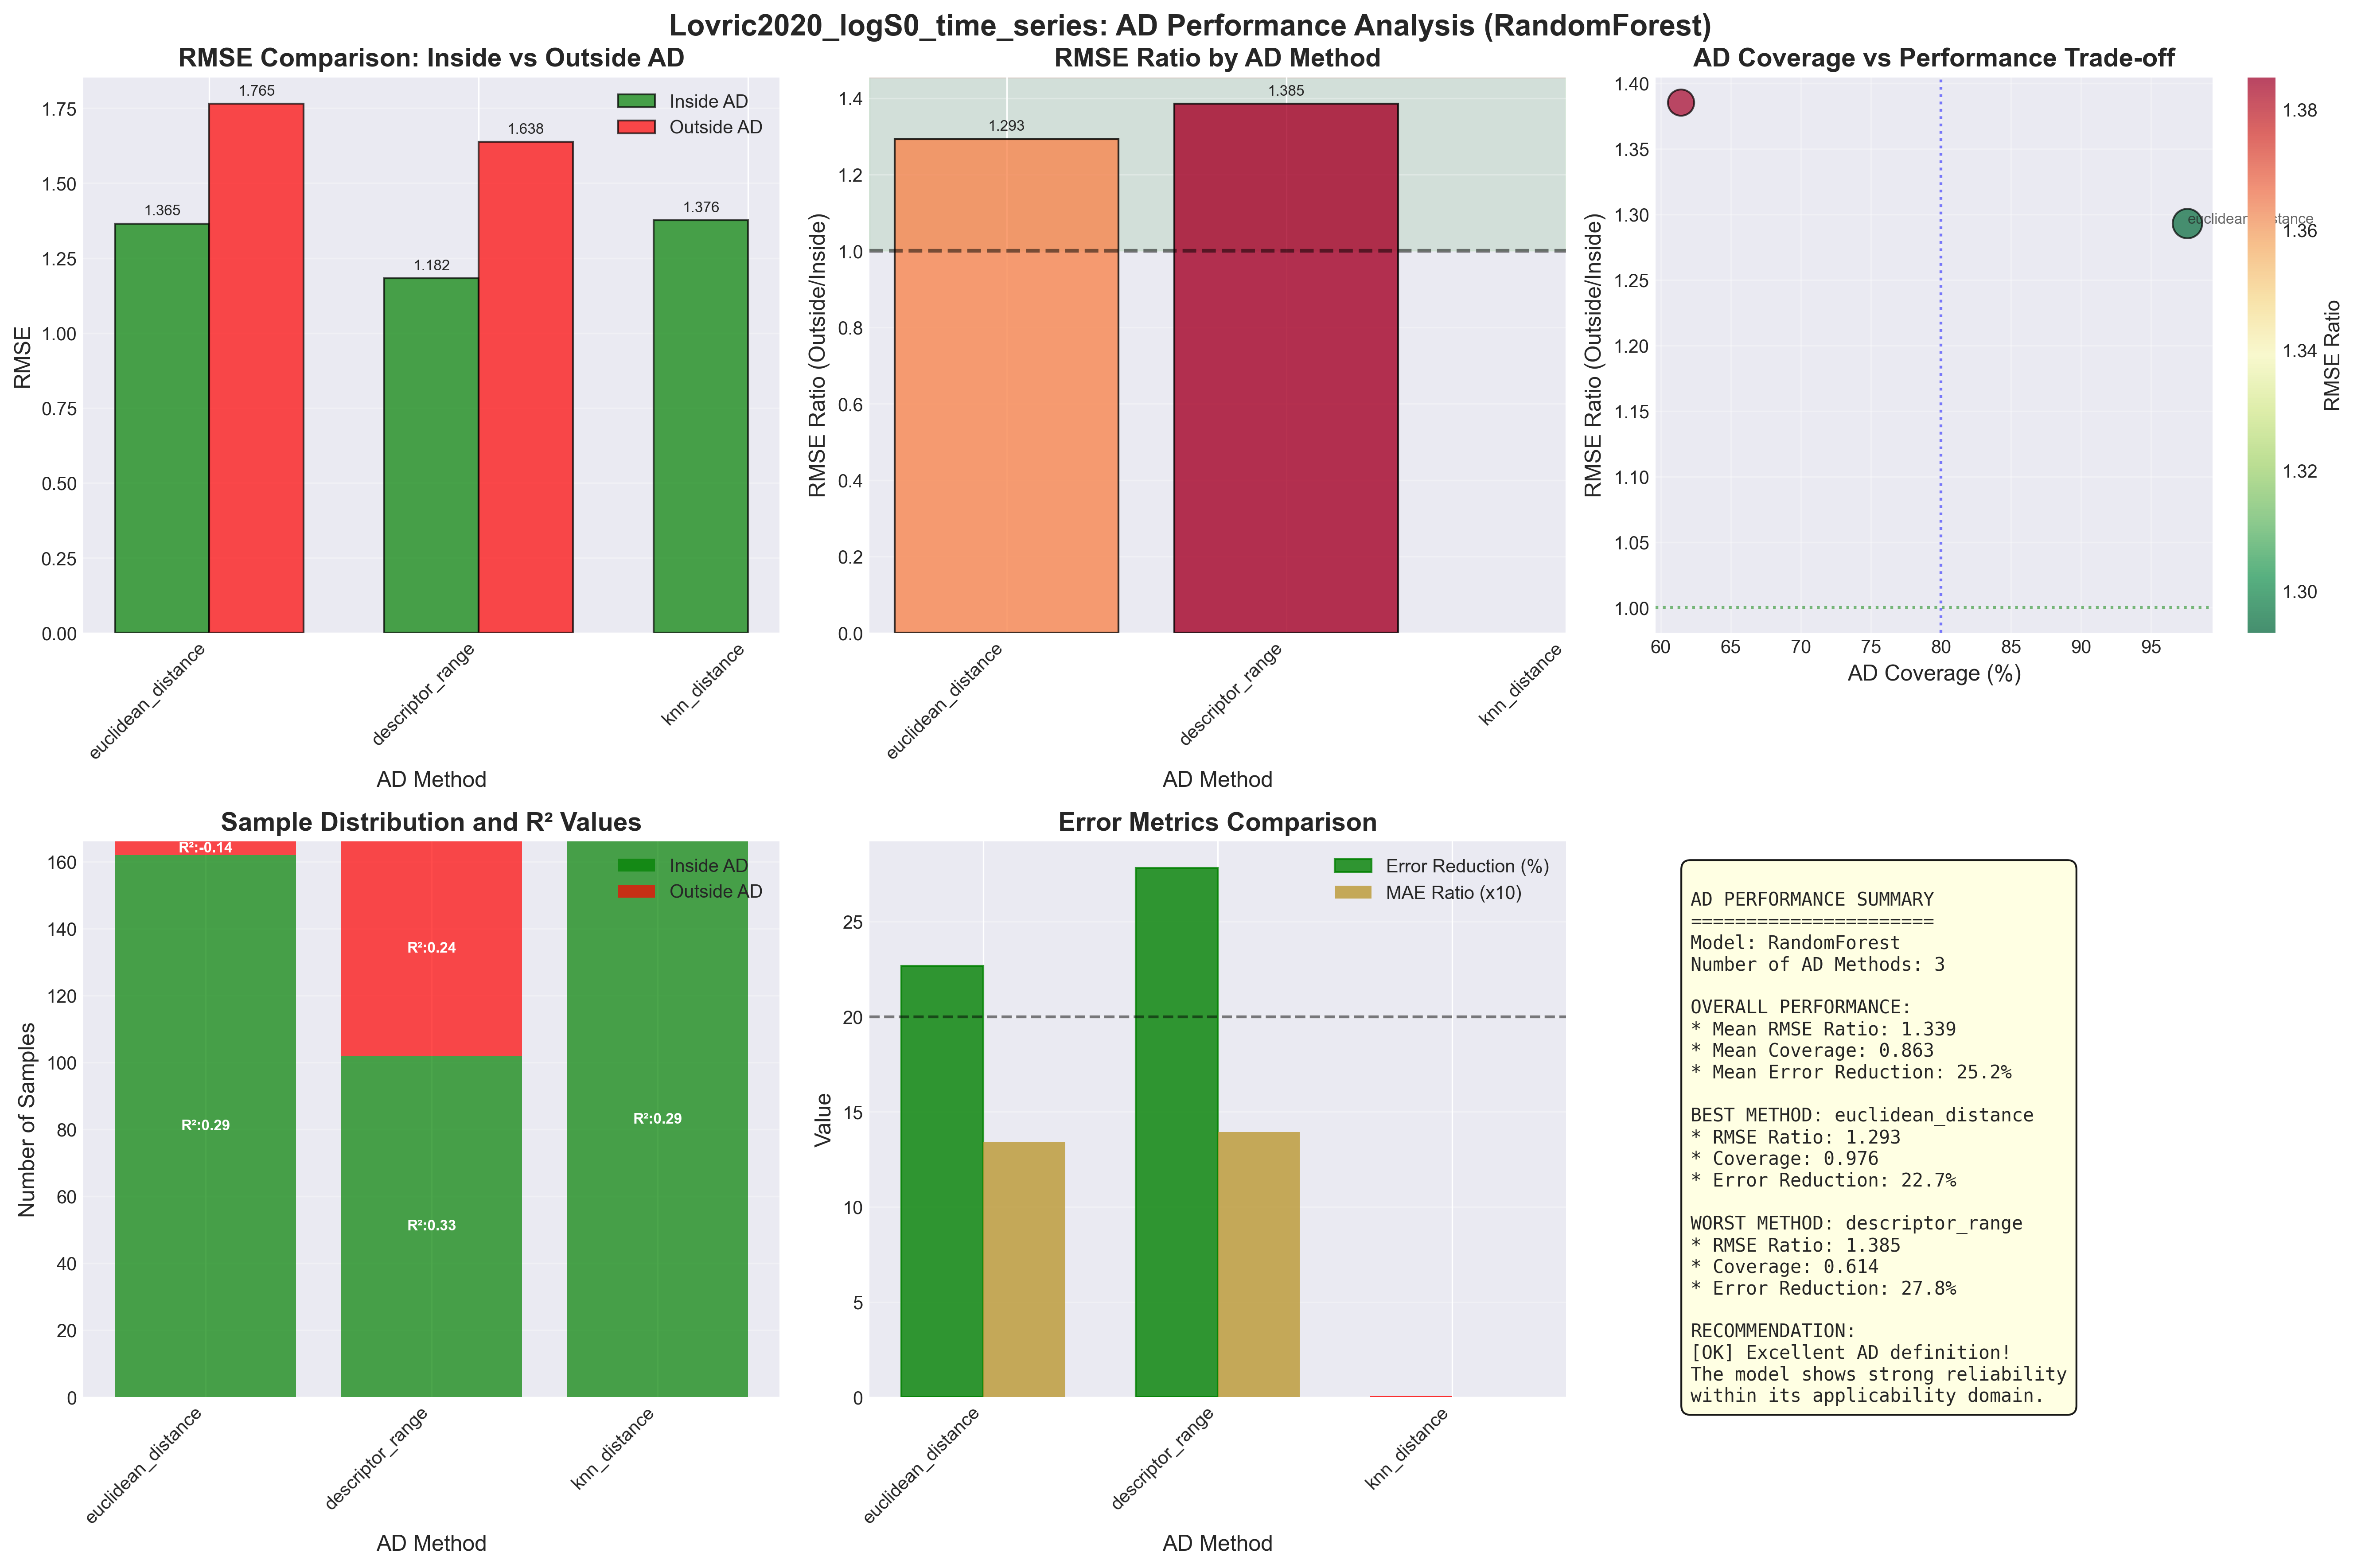 Lovric2020_logS0_time_series: AD Performance Analysis (RandomForest)
RMSE Comparison: Inside vs Outside AD
RMSE
1.75
1.50
1.25
1.00
0.75
0.50
0.25
0.00
1.365
1.765
1.182
1.638
1.376
Inside AD
Outside AD
euclidean_distance
descriptor_range
knn_distance
AD Method
RMSE Ratio by AD Method
RMSE Ratio (Outside/Inside)
1.4
1.2
1.0
0.8
0.6
0.4
0.2
0.0
1.293
1.385
euclidean_distance
descriptor_range
knn_distance
AD Method
AD Coverage vs Performance Trade-off
RMSE Ratio (Outside/Inside)
1.40
1.35
1.30
1.25
1.20
1.15
1.10
1.05
1.00
60
65
70
75
80
85
90
95
AD Coverage (%)
1.38
1.36
1.34
1.32
1.30
RMSE Ratio
Sample Distribution and R² Values
Number of Samples
160
140
120
100
80
60
40
20
0
R²:-0.14
R²:0.29
R²:0.24
R²:0.33
R²:0.29
Inside AD
Outside AD
euclidean_distance
descriptor_range
knn_distance
AD Method
Error Metrics Comparison
Value
25
20
15
10
5
0
Error Reduction (%)
MAE Ratio (x10)
euclidean_distance
descriptor_range
knn_distance
AD Method
AD PERFORMANCE SUMMARY
======================
Model: RandomForest
Number of AD Methods: 3
OVERALL PERFORMANCE:
* Mean RMSE Ratio: 1.339
* Mean Coverage: 0.863
* Mean Error Reduction: 25.2%
BEST METHOD: euclidean_distance
* RMSE Ratio: 1.293
* Coverage: 0.976
* Error Reduction: 22.7%
WORST METHOD: descriptor_range
* RMSE Ratio: 1.385
* Coverage: 0.614
* Error Reduction: 27.8%
RECOMMENDATION:
[OK] Excellent AD definition!
The model shows strong reliability
within its applicability domain.